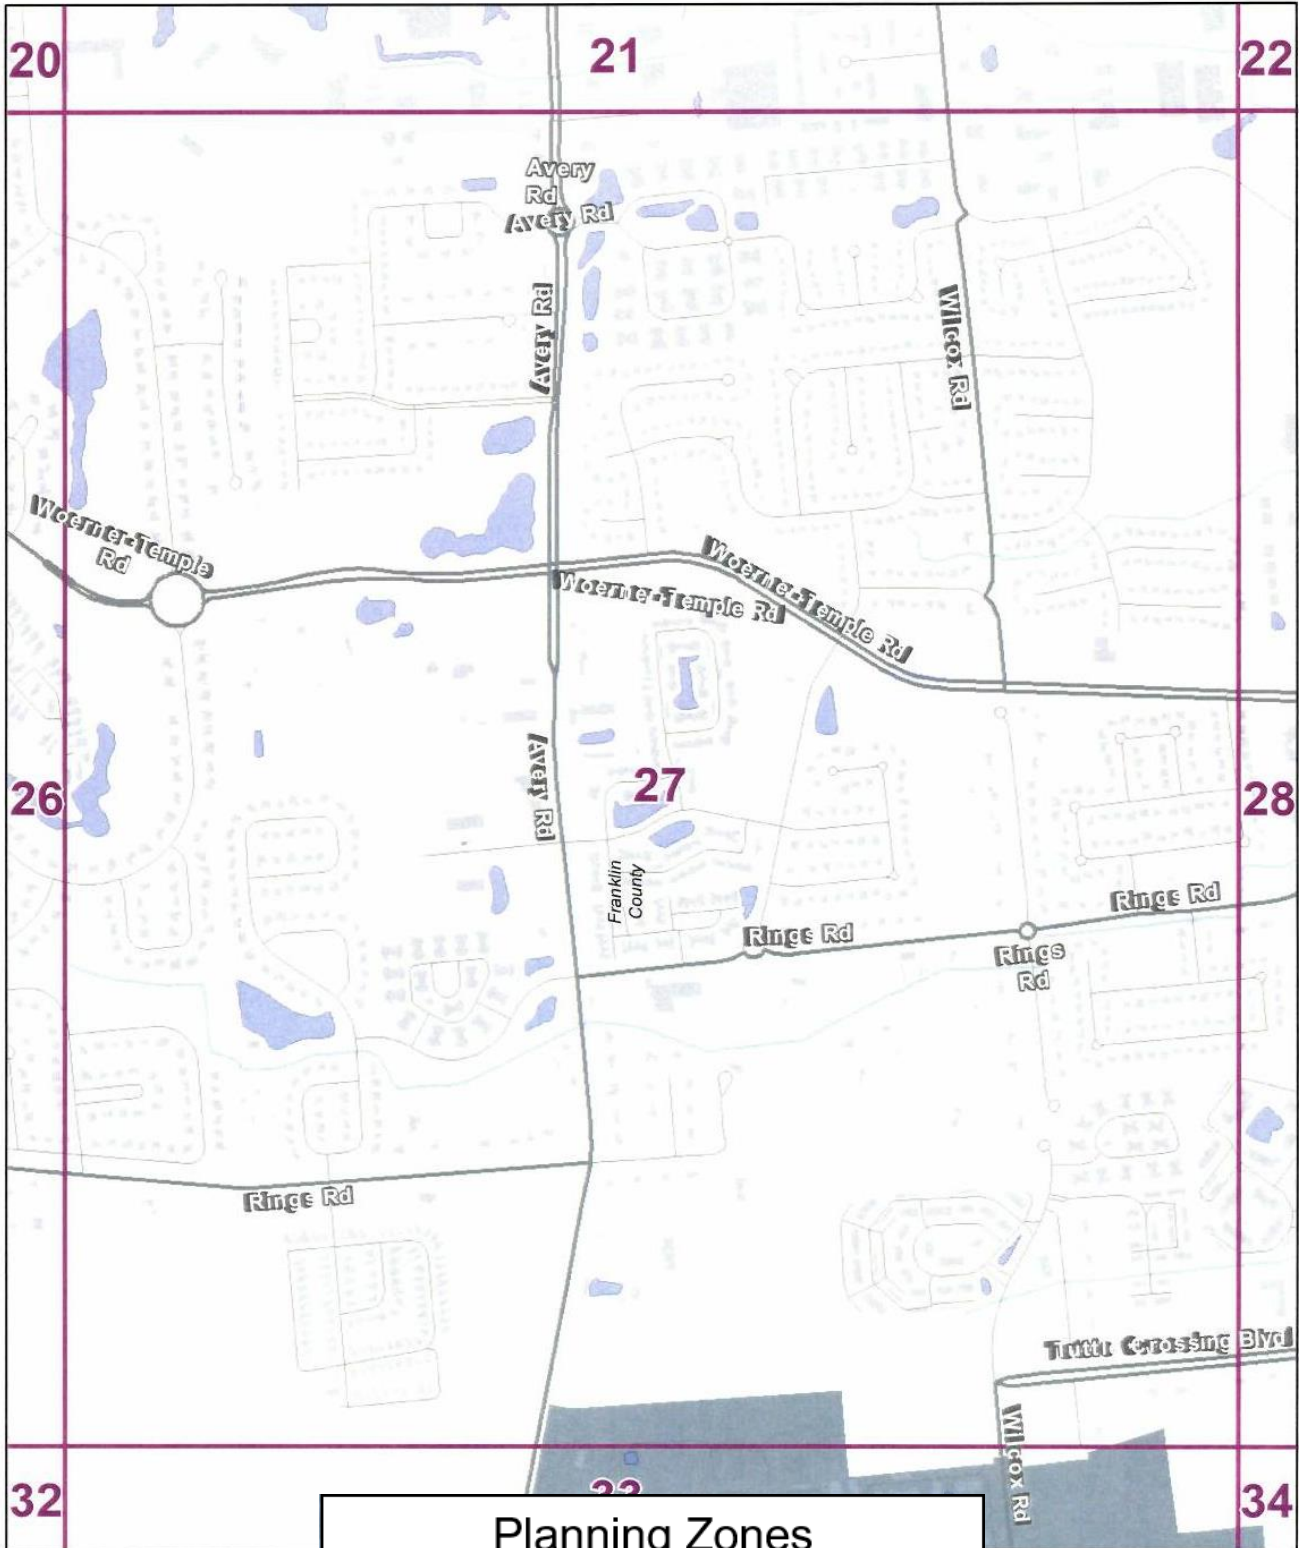 20
21
22
Avery
Rd
Avery Rd
Avery Rd
Wilcox Rd
Woerner-Temple
Rd
Woerner-Temple Rd
Woerner-Temple Rd
Avery Rd
26
27
28
Franklin
County
Rings Rd
Rings Rd
Rings
Rd
Rings Rd
Tuttle Crossing Blvd
Wilcox Rd
32
33
34
Planning Zones